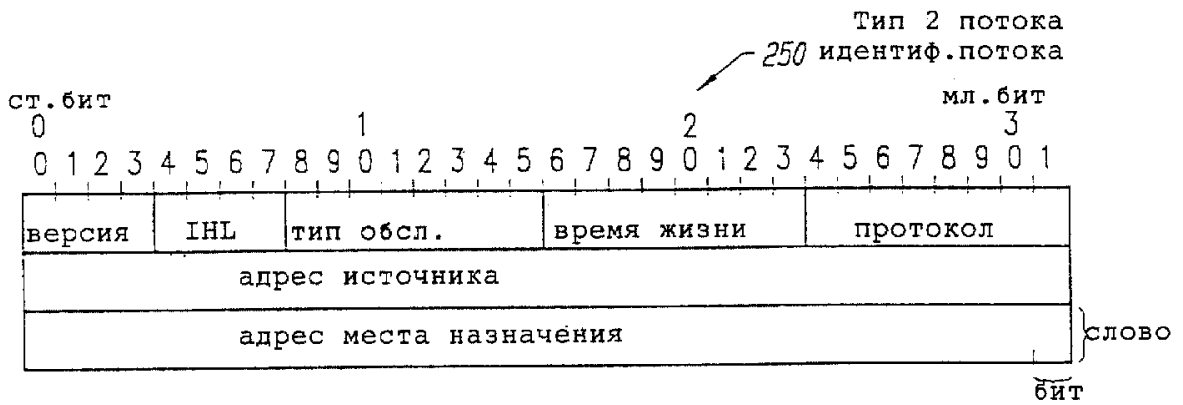 Тип 2 потока
250 идентиф.потока
ст.бит мл.бит
0 1 2 3
0 1 2 3 4 5 6 7 8 9 0 1 2 3 4 5 6 7 8 9 0 1 2 3 4 5 6 7 8 9 0 1
версия IHL тип обсл. время жизни протокол
адрес источника
адрес места назначения слово
бит